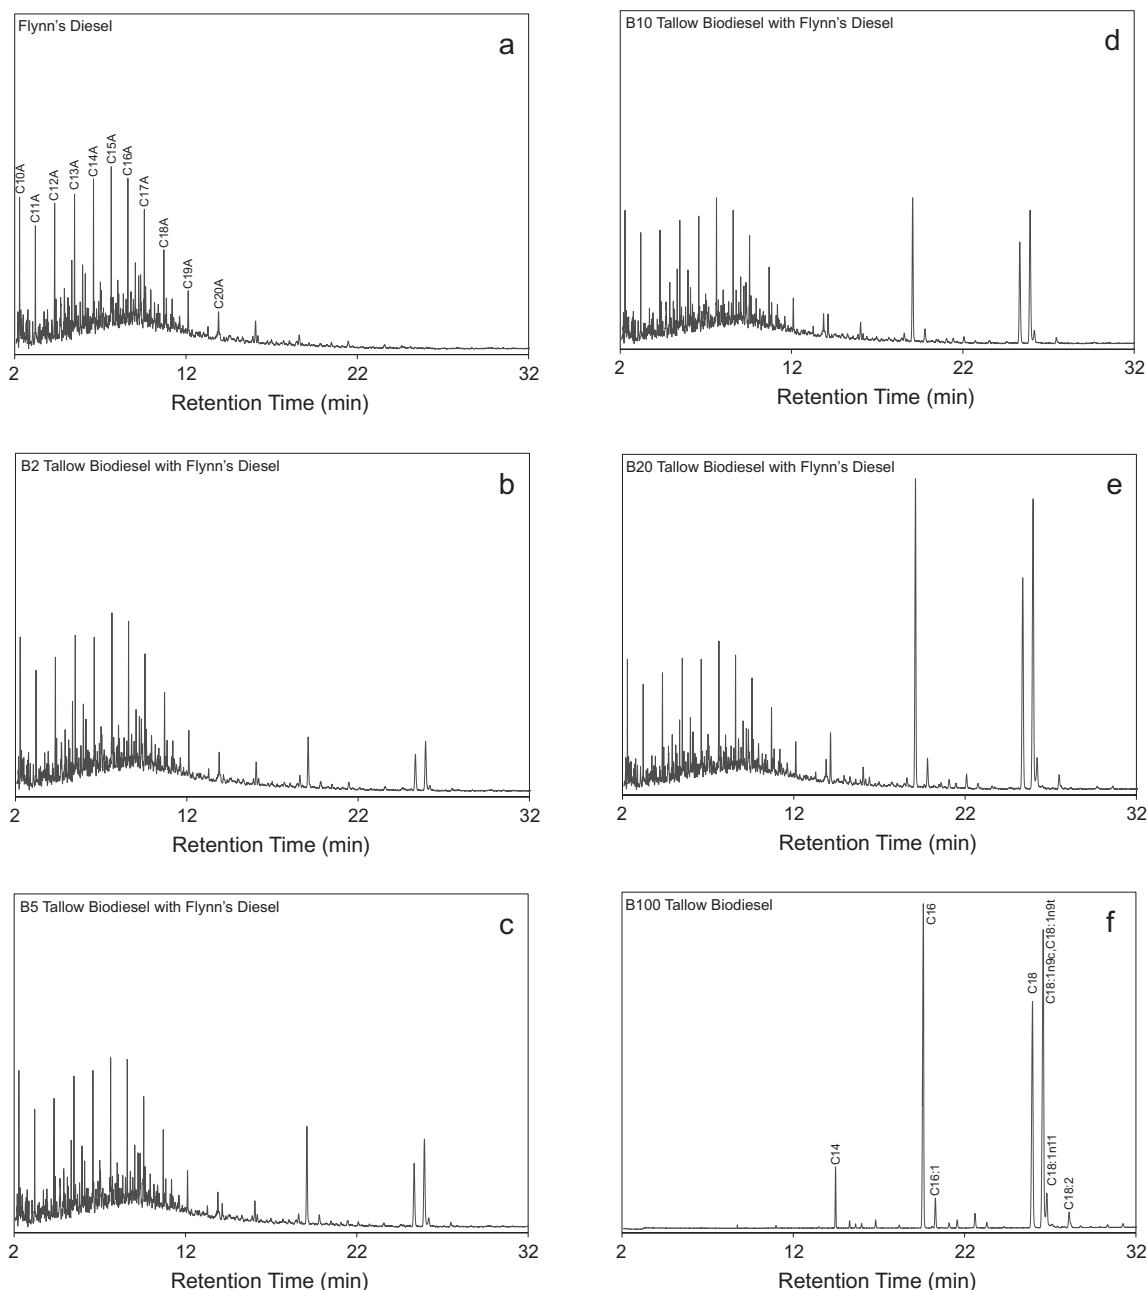 Flynn's Diesel
a
C10A
C11A
C12A
C13A
C14A
C15A
C16A
C17A
C18A
C19A
C20A
2 12 22 32
Retention Time (min)
B2 Tallow Biodiesel with Flynn's Diesel
b
2 12 22 32
Retention Time (min)
B5 Tallow Biodiesel with Flynn's Diesel
c
2 12 22 32
Retention Time (min)
B10 Tallow Biodiesel with Flynn's Diesel
d
2 12 22 32
Retention Time (min)
B20 Tallow Biodiesel with Flynn's Diesel
e
2 12 22 32
Retention Time (min)
B100 Tallow Biodiesel
f
C14
C16
C16:1
C18
C18:1n9c,C18:1n9t
C18:1n11
C18:2
2 12 22 32
Retention Time (min)